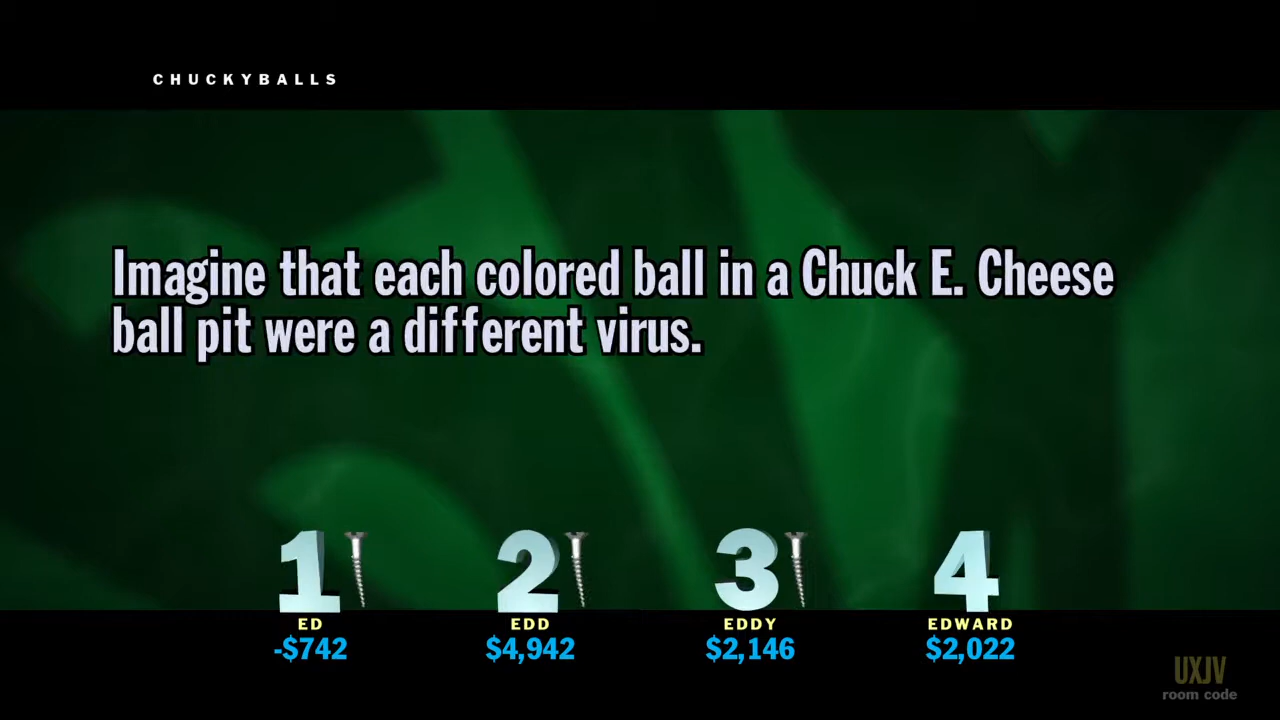 CHUCKYBALLS
Imagine that each colored ball in a Chuck E. Cheese
ball pit were a different virus.
1 2 3 4
ED EDD EDDY EDWARD
-$742 $4,942 $2,146 $2,022
UXJV
room code